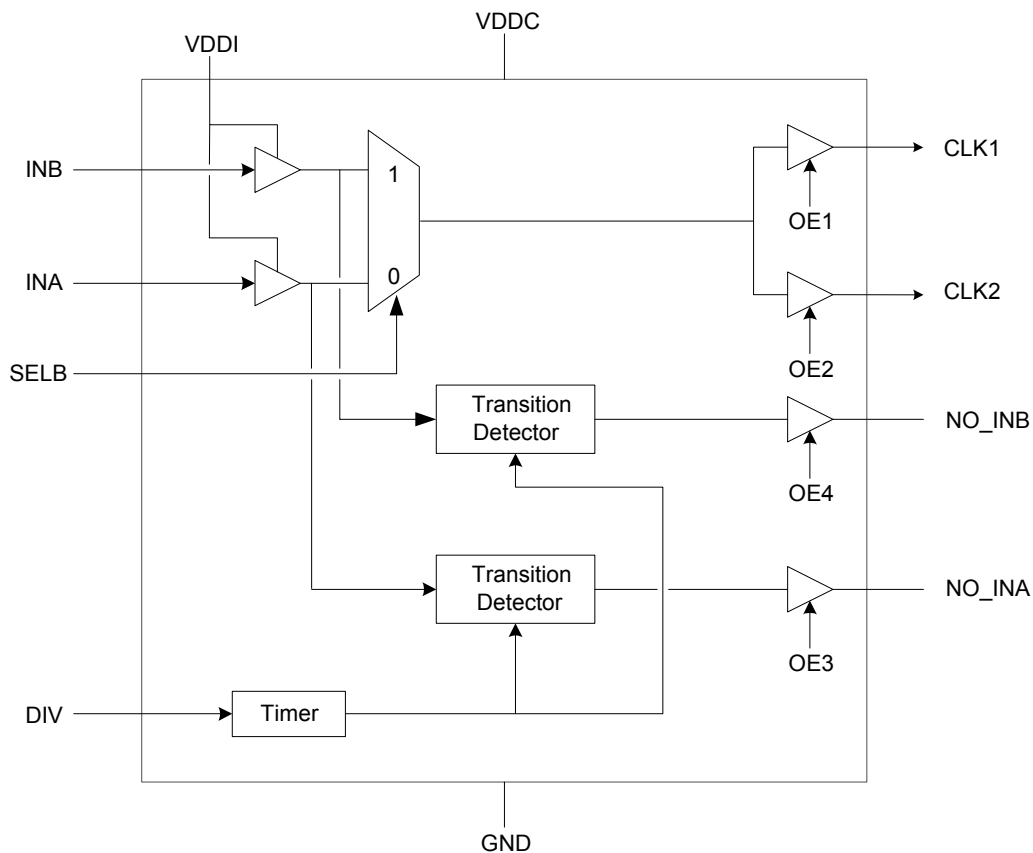 VDDC
VDDI
INB
1
CLK1
OE1
INA
0
CLK2
SELB
OE2
Transition
Detector
NO_INB
OE4
Transition
Detector
NO_INA
OE3
DIV
Timer
GND